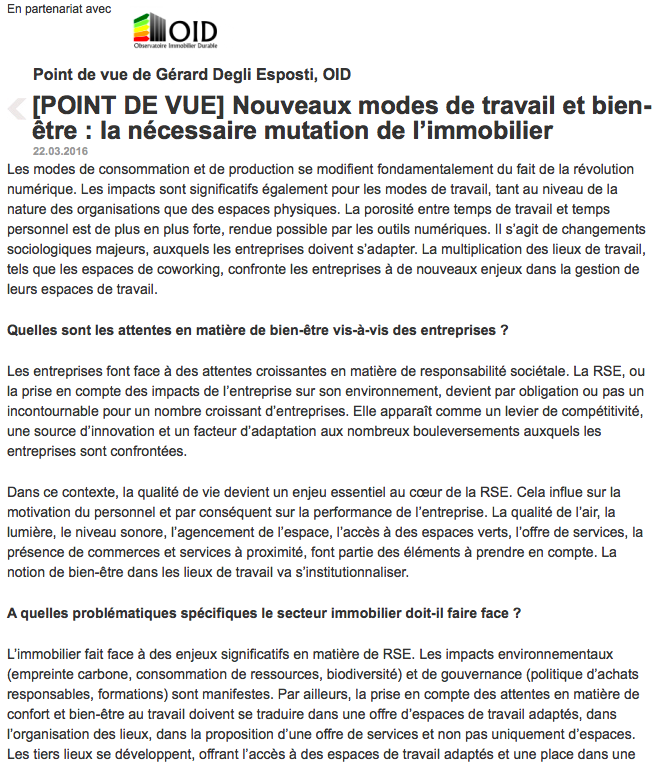 En partenariat avec
OID
Observatoire Immobilier Durable
Point de vue de Gérard Degli Esposti, OID
[POINT DE VUE] Nouveaux modes de travail et bien-
être : la nécessaire mutation de l’immobilier
22.03.2016
Les modes de consommation et de production se modifient fondamentalement du fait de la révolution
numérique. Les impacts sont significatifs également pour les modes de travail, tant au niveau de la
nature des organisations que des espaces physiques. La porosité entre temps de travail et temps
personnel est de plus en plus forte, rendue possible par les outils numériques. Il s’agit de changements
sociologiques majeurs, auxquels les entreprises doivent s’adapter. La multiplication des lieux de travail,
tels que les espaces de coworking, confronte les entreprises à de nouveaux enjeux dans la gestion de
leurs espaces de travail.
Quelles sont les attentes en matière de bien-être vis-à-vis des entreprises ?
Les entreprises font face à des attentes croissantes en matière de responsabilité sociétale. La RSE, ou
la prise en compte des impacts de l’entreprise sur son environnement, devient par obligation ou pas un
incontournable pour un nombre croissant d’entreprises. Elle apparaît comme un levier de compétitivité,
une source d’innovation et un facteur d’adaptation aux nombreux bouleversements auxquels les
entreprises sont confrontées.
Dans ce contexte, la qualité de vie devient un enjeu essentiel au cœur de la RSE. Cela influe sur la
motivation du personnel et par conséquent sur la performance de l’entreprise. La qualité de l’air, la
lumière, le niveau sonore, l’agencement de l’espace, l’accès à des espaces verts, l’offre de services, la
présence de commerces et services à proximité, font partie des éléments à prendre en compte. La
notion de bien-être dans les lieux de travail va s’institutionnaliser.
A quelles problématiques spécifiques le secteur immobilier doit-il faire face ?
L’immobilier fait face à des enjeux significatifs en matière de RSE. Les impacts environnementaux
(empreinte carbone, consommation de ressources, biodiversité) et de gouvernance (politique d’achats
responsables, formations) sont manifestes. Par ailleurs, la prise en compte des attentes en matière de
confort et bien-être au travail doivent se traduire dans une offre d’espaces de travail adaptés, dans
l’organisation des lieux, dans la proposition d’une offre de services et non pas uniquement d’espaces.
Les tiers lieux se développent, offrant l’accès à des espaces de travail adaptés et une place dans une